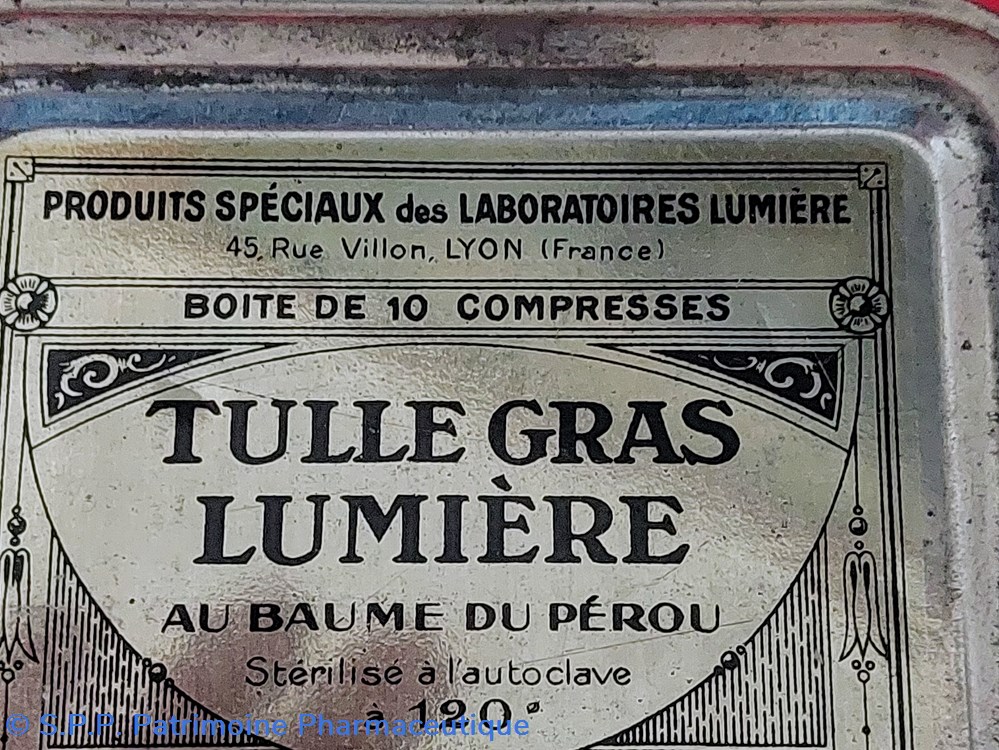 PRODUITS SPÉCIAUX des LABORATOIRES LUMIÈRE
45, Rue Villon, LYON (France)
BOITE DE 10 COMPRESSES
TULLE GRAS
LUMIÈRE
AU BAUME DU PÉROU
Stérilisé à l'autoclave
à 120°
© S.P.P. Patrimoine Pharmaceutique